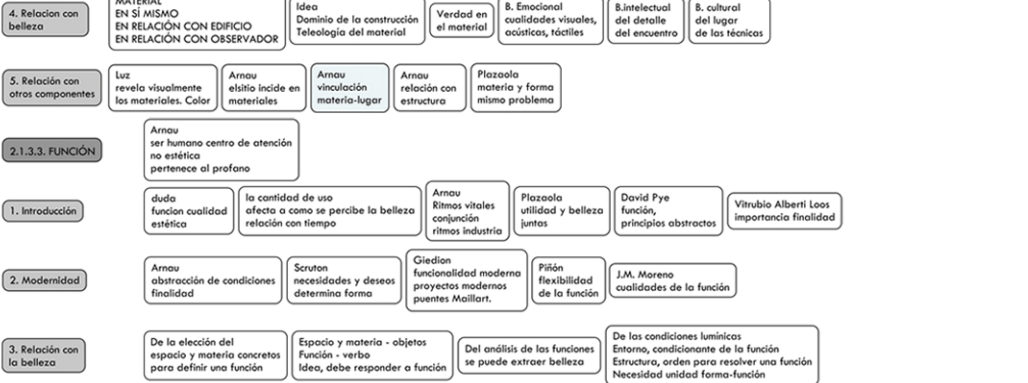 4. Relacion con
belleza
MATERIAL
EN SÍ MISMO
EN RELACIÓN CON EDIFICIO
EN RELACIÓN CON OBSERVADOR
Idea
Dominio de la construcción
Teleología del material
Verdad en
el material
B. Emocional
cualidades visuales,
acústicas, táctiles
B.intelectual
del detalle
del encuentro
B. cultural
del lugar
de las técnicas
5. Relación con
otros componentes
Luz
revela visualmente
los materiales. Color
Arnau
elsitio incide en
materiales
Arnau
vinculación
materia-lugar
Arnau
relación con
estructura
Plazaola
materia y forma
mismo problema
2.1.3.3. FUNCIÓN
Arnau
ser humano centro de atención
no estética
pertenece al profano
1. Introducción
duda
funcion cualidad
estética
la cantidad de uso
afecta a como se percibe la belleza
relación con tiempo
Arnau
Ritmos vitales
conjunción
ritmos industria
Plazaola
utilidad y belleza
juntas
David Pye
función,
principios abstractos
Vitrubio Alberti Loos
importancia finalidad
2. Modernidad
Arnau
abstracción de condiciones
finalidad
Scruton
necesidades y deseos
determina forma
Giedion
funcionalidad moderna
proyectos modernos
puentes Maillart.
Piñón
flexibilidad
de la función
J.M. Moreno
cualidades de la función
3. Relación con
la belleza
De la elección del
espacio y materia concretos
para definir una función
Espacio y materia - objetos
Función - verbo
Idea, debe responder a función
Del análisis de las funciones
se puede extraer belleza
De las condiciones lumínicas
Entorno, condicionante de la función
Estructura, orden para resolver una función
Necesidad unidad forma-función